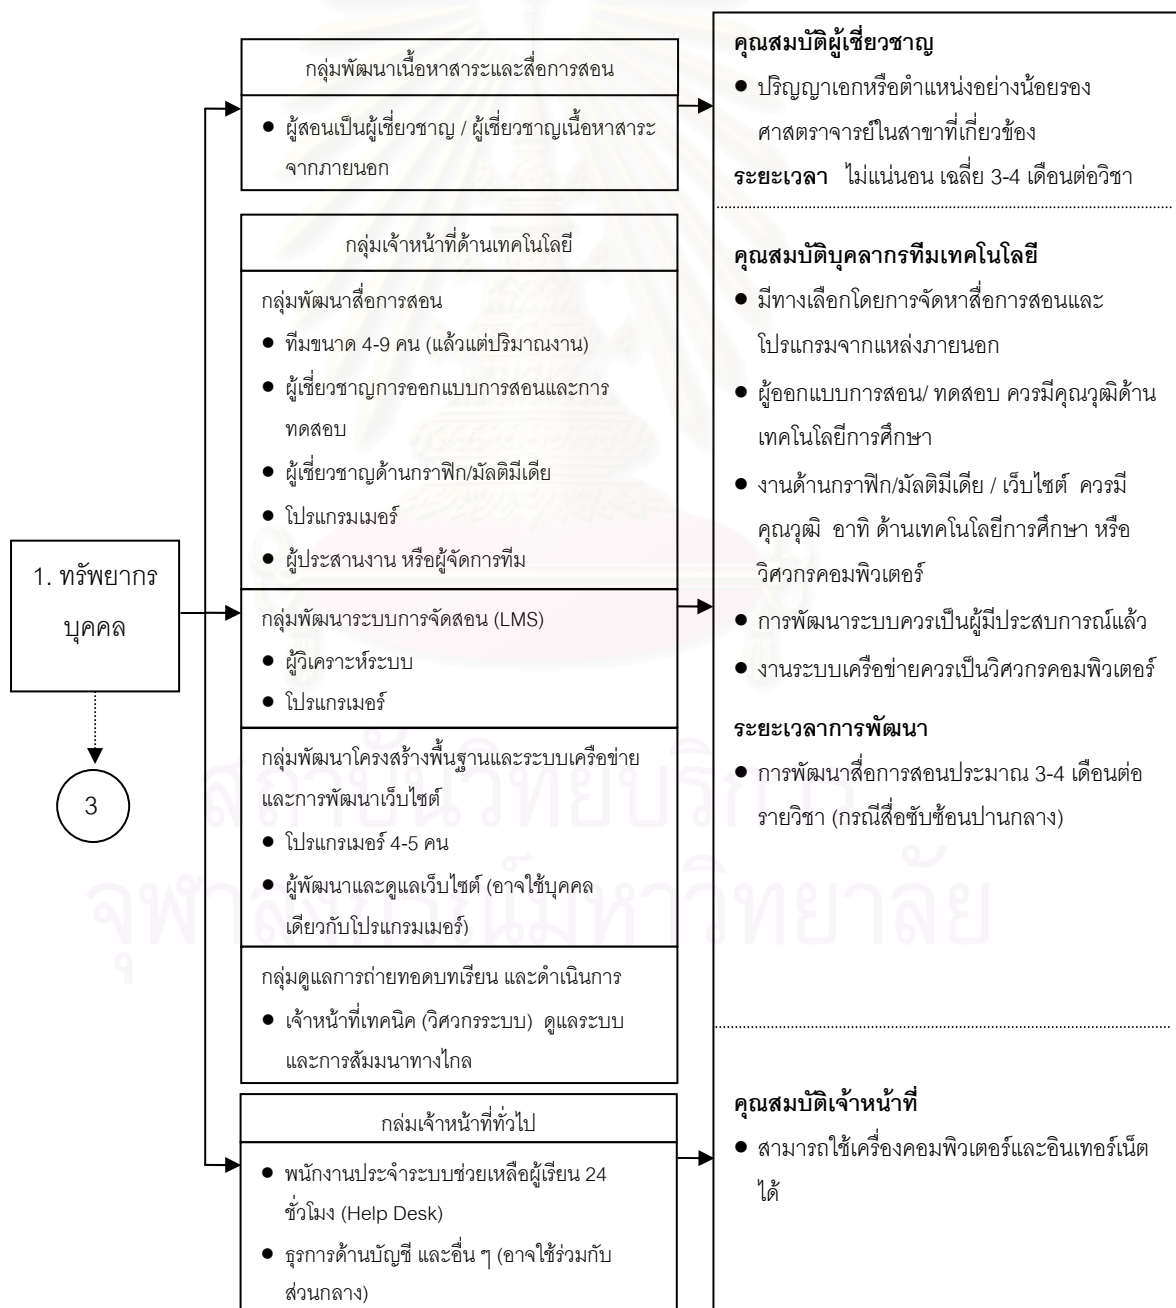 1. ทรัพยากร
บุคคล
3
กลุ่มพัฒนาเนื้อหาสาระและสื่อการสอน
● ผู้สอนเป็นผู้เชี่ยวชาญ / ผู้เชี่ยวชาญเนื้อหาสาระ
จากภายนอก
กลุ่มเจ้าหน้าที่ด้านเทคโนโลยี
กลุ่มพัฒนาสื่อการสอน
● ทีมขนาด 4-9 คน (แล้วแต่ปริมาณงาน)
● ผู้เชี่ยวชาญการออกแบบการสอนและการ
ทดสอบ
● ผู้เชี่ยวชาญด้านกราฟิก/มัลติมีเดีย
● โปรแกรมเมอร์
● ผู้ประสานงาน หรือผู้จัดการทีม
กลุ่มพัฒนาระบบการจัดสอน (LMS)
● ผู้วิเคราะห์ระบบ
● โปรแกรเมอร์
กลุ่มพัฒนาโครงสร้างพื้นฐานและระบบเครือข่าย
และการพัฒนาเว็บไซต์
● โปรแกรเมอร์ 4-5 คน
● ผู้พัฒนาและดูแลเว็บไซต์ (อาจใช้บุคคล
เดียวกับโปรแกรมเมอร์)
กลุ่มดูแลการถ่ายทอดบทเรียน และดำเนินการ
● เจ้าหน้าที่เทคนิค (วิศวกรระบบ) ดูแลระบบ
และการสัมมนาทางไกล
กล่มเจ้าหน้าที่ทั่วไป
● พนักงานประจำระบบช่วยเหลือผู้เรียน 24
ชั่วโมง (Help Desk)
● ธุรการด้านบัญชี และอื่น ๆ (อาจใช้ร่วมกับ
ส่วนกลาง)
คุณสมบัติผู้เชี่ยวชาญ
● ปริญญาเอกหรือตำแหน่งอย่างน้อยรอง
ศาสตราจารย์ในสาขาที่เกี่ยวข้อง
ระยะเวลา ไม่แน่นอน เฉลี่ย 3-4 เดือนต่อวิชา
คุณสมบัติบุคลากรทีมเทคโนโลยี
● มีทางเลือกโดยการจัดหาสื่อการสอนและ
โปรแกรมจากแหล่งภายนอก
● ผู้ออกแบบการสอน/ ทดสอบ ควรมีคุณวุฒิด้าน
เทคโนโลยีการศึกษา
● งานด้านกราฟิก/มัลติมีเดีย / เว็บไซต์ ควรมี
คุณวุฒิ อาทิ ด้านเทคโนโลยีการศึกษา หรือ
วิศวกรคอมพิวเตอร์
● การพัฒนาระบบควรเป็นผู้มีประสบการณ์แล้ว
● งานระบบเครือข่ายควรเป็นวิศวกรคอมพิวเตอร์
ระยะเวลาการพัฒนา
● การพัฒนาสื่อการสอนประมาณ 3-4 เดือนต่อ
รายวิชา (กรณีสื่อซับซ้อนปานกลาง)
คุณสมบัติเจ้าหน้าที่
● สามารถใช้เครื่องคอมพิวเตอร์และอินเทอร์เน็ต
ได้
สถาบันวิทยบริการ
จุฬาลงกรณ์มหาวิทยาลัย